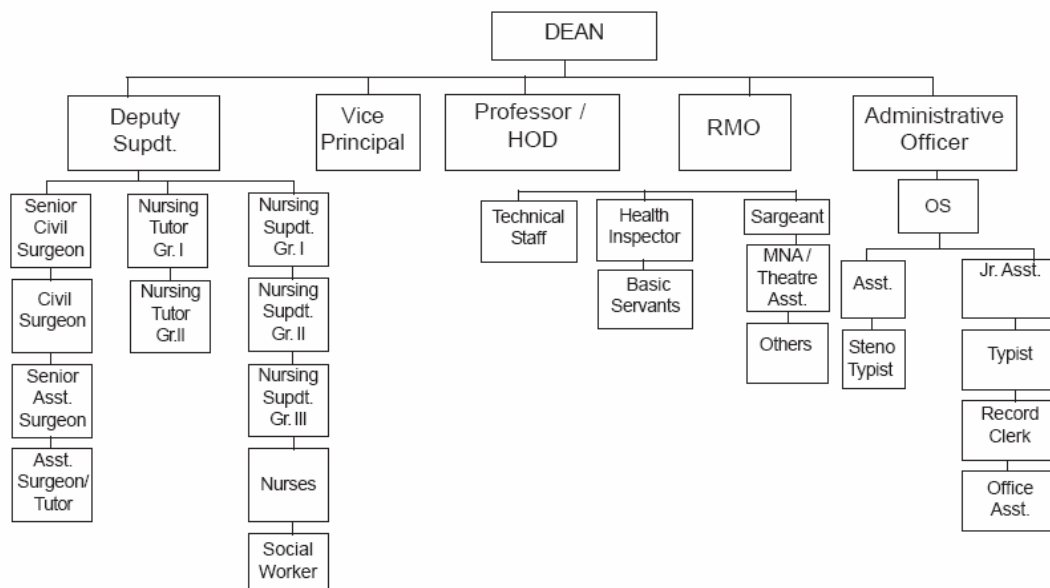 DEAN
Deputy
Supdt.
Vice
Principal
Professor /
HOD
RMO
Administrative
Officer
Senior
Civil
Surgeon
Civil
Surgeon
Senior
Asst.
Surgeon
Asst.
Surgeon/
Tutor
Nursing
Tutor
Gr. I
Nursing
Tutor
Gr.II
Nursing
Supdt.
Gr. I
Nursing
Supdt.
Gr. II
Nursing
Supdt.
Gr. III
Nurses
Social
Worker
Technical
Staff
Health
Inspector
Basic
Servants
Sargeant
MNA /
Theatre
Asst.
Others
OS
Asst.
Steno
Typist
Jr. Asst.
Typist
Record
Clerk
Office
Asst.